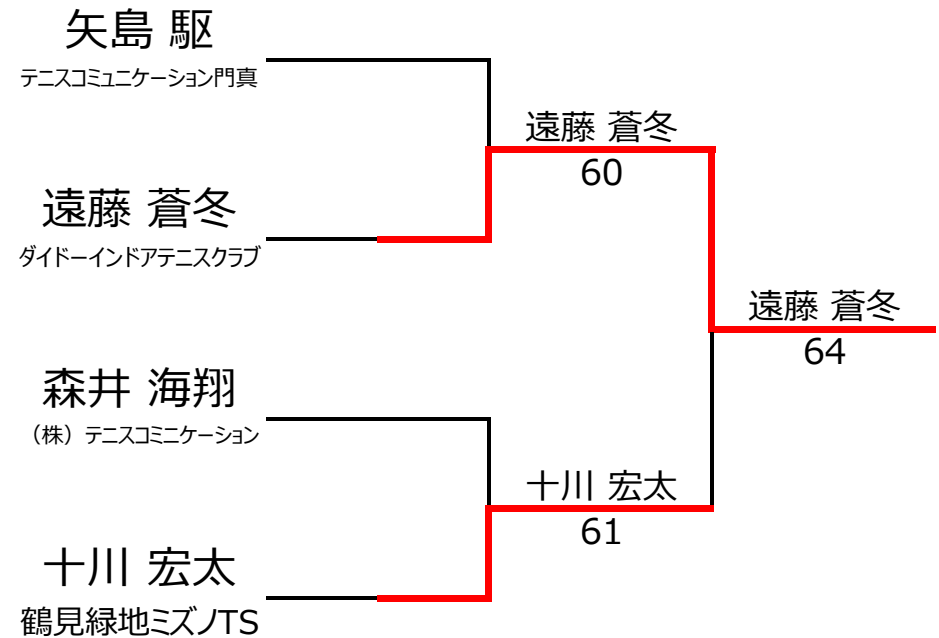 矢島 駆
テニスコミュニケーション門真
遠藤 蒼冬
60
遠藤 蒼冬
ダイドーインドアテニスクラブ
遠藤 蒼冬
64
森井 海翔
（株）テニスコミニケーション
十川 宏太
61
十川 宏太
鶴見緑地ミズノTS